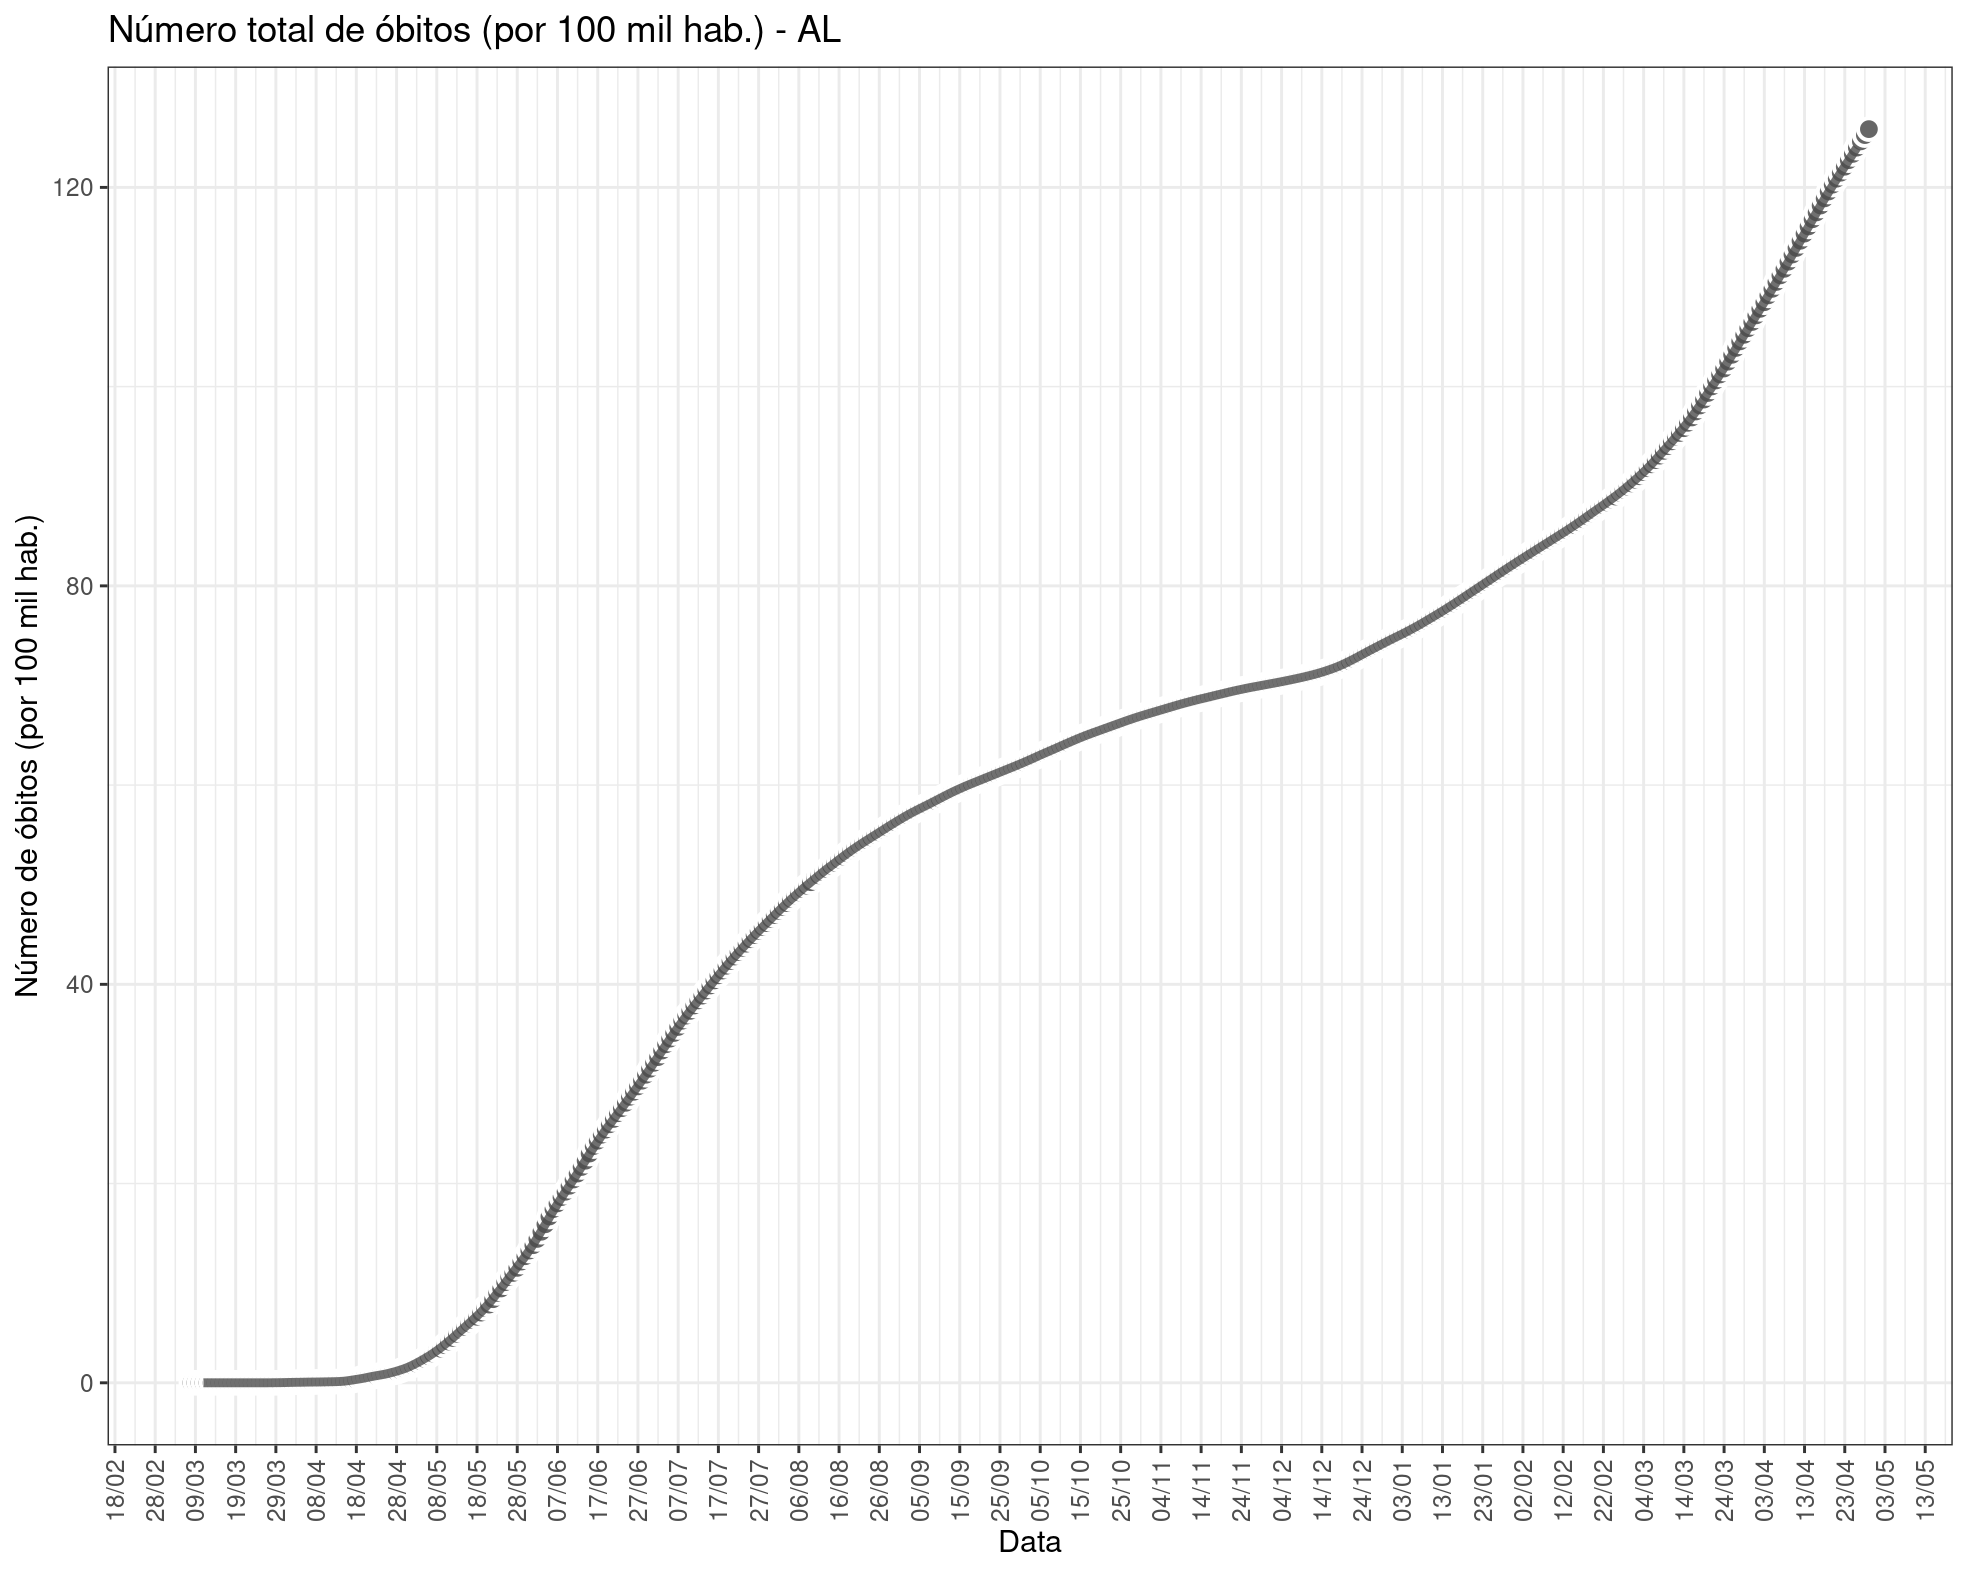 Número total de óbitos (por 100 mil hab.) - AL
Número de óbitos (por 100 mil hab.)
120
80
40
0
18/02 28/02 09/03 19/03 29/03 08/04 18/04 28/04 08/05 18/05 28/05 07/06 17/06 27/06 07/07 17/07 27/07 06/08 16/08 26/08 05/09 15/09 25/09 05/10 15/10 25/10 04/11 14/11 24/11 04/12 14/12 24/12 03/01 13/01 23/01 02/02 12/02 22/02 04/03 14/03 24/03 03/04 13/04 23/04 03/05 13/05
Data